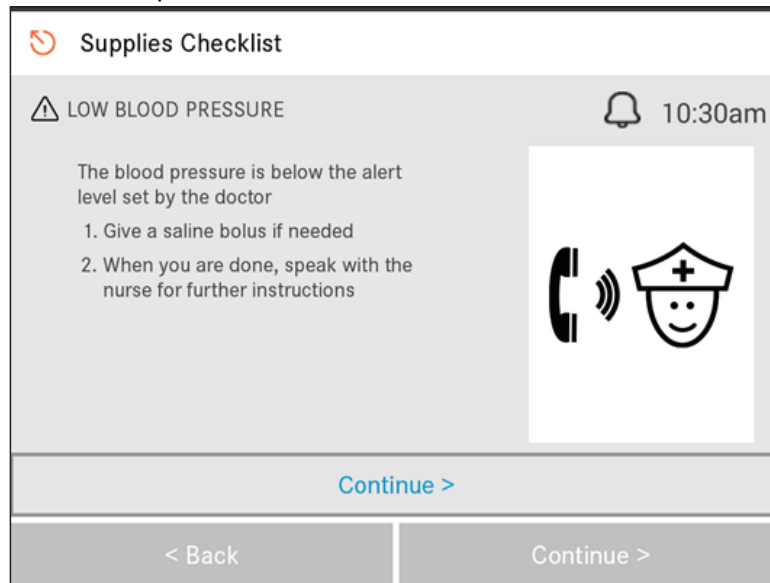 Supplies Checklist
LOW BLOOD PRESSURE
10:30am
The blood pressure is below the alert
level set by the doctor
1. Give a saline bolus if needed
2. When you are done, speak with the
nurse for further instructions
Continue >
< Back
Continue >